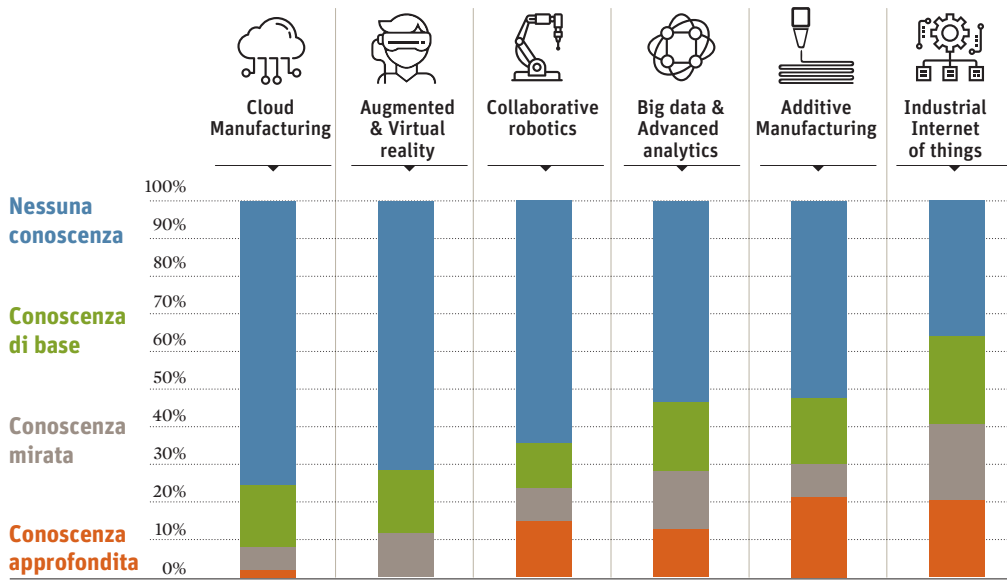 Cloud
Manufacturing
Augmented
& Virtual
reality
Collaborative
robotics
Big data &
Advanced
analytics
Additive
Manufacturing
Industrial
Internet
of things
Nessuna
conoscenza
Conoscenza
di base
Conoscenza
mirata
Conoscenza
approfondita
100%
90%
80%
70%
60%
50%
40%
30%
20%
10%
0%